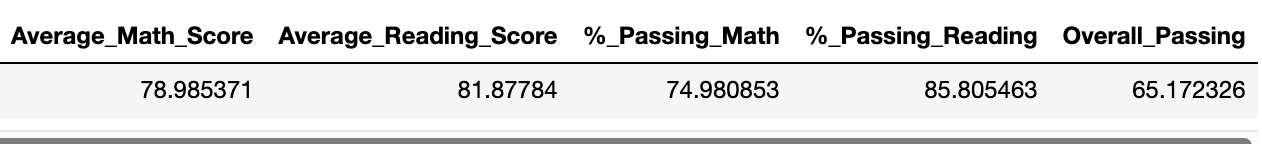 Average_Math_Score Average_Reading_Score %_Passing_Math %_Passing_Reading Overall_Passing
78.985371 81.87784 74.980853 85.805463 65.172326